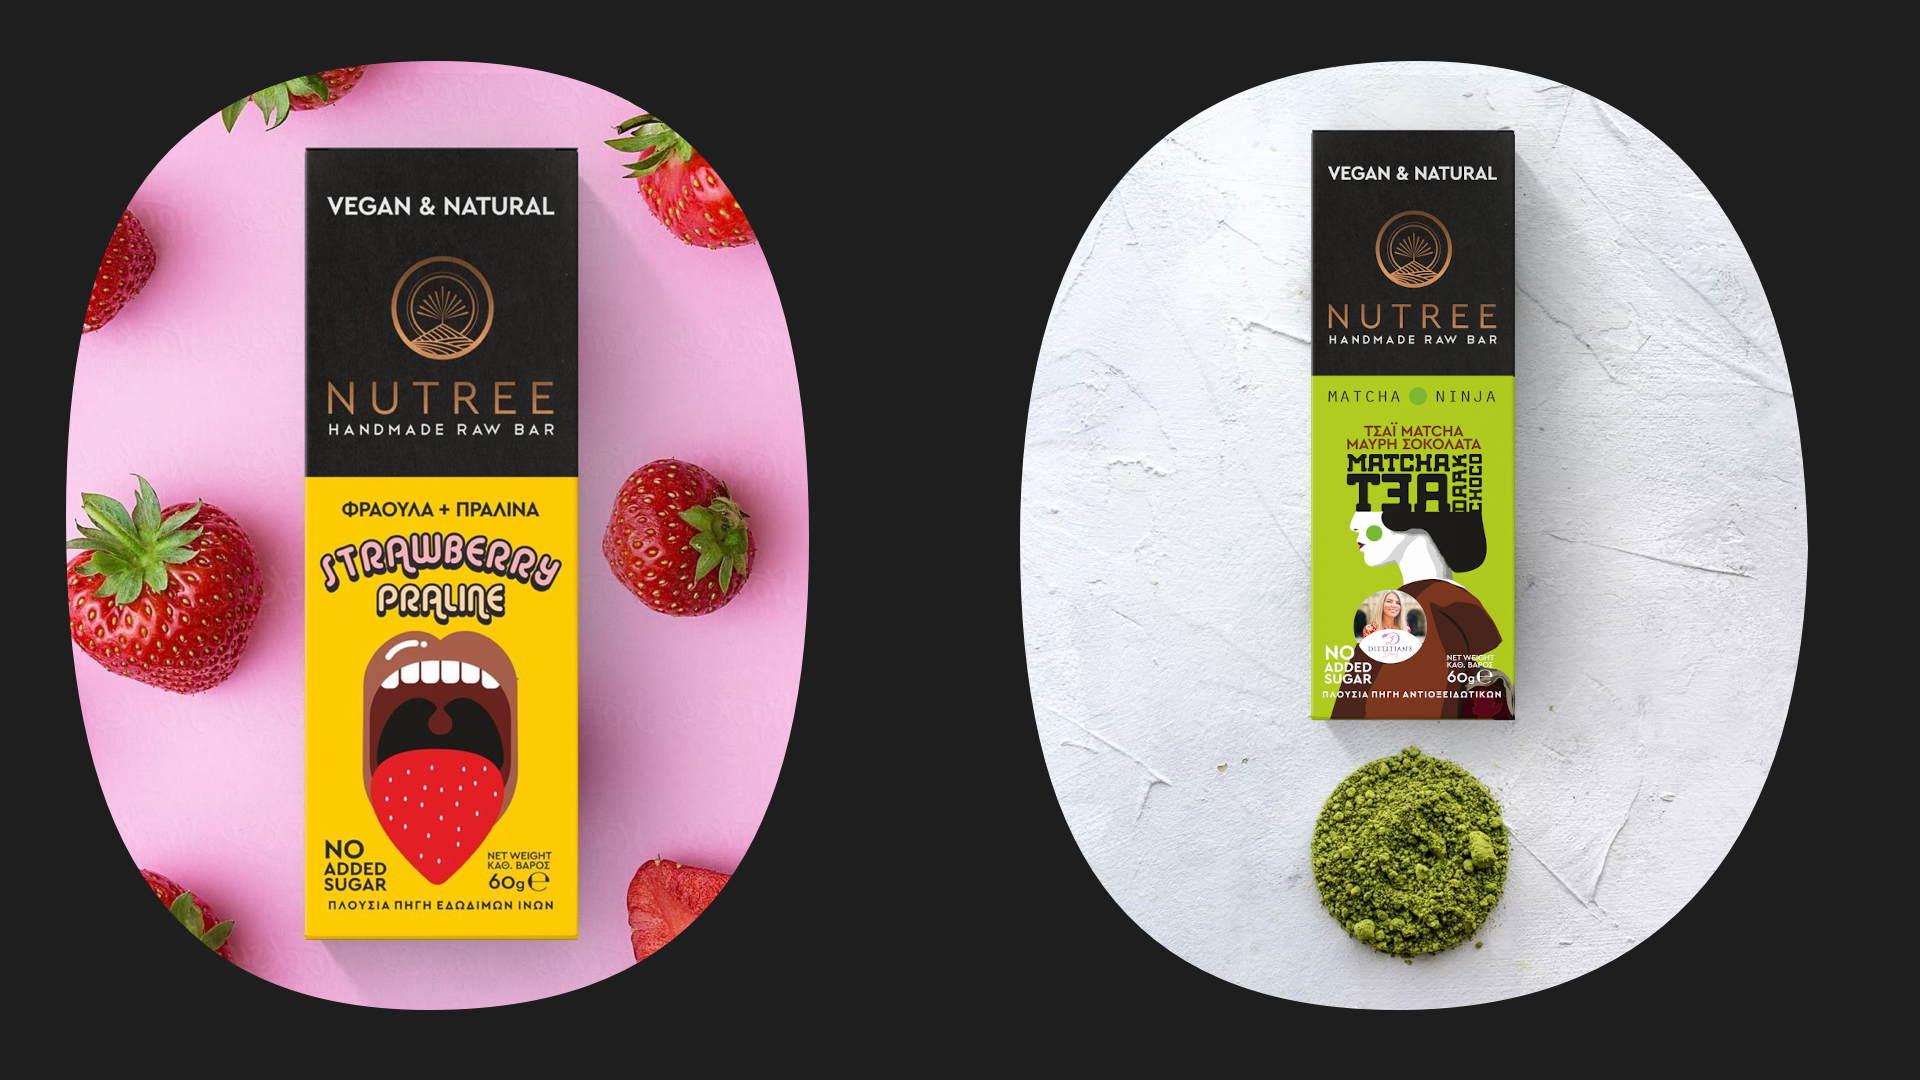 VEGAN & NATURAL
NUTREE
HANDMADE RAW BAR
ΦΡΑΟΥΛΑ + ΠΡΑΛΙΝΑ
STRAWBERRY
PRALINE
NO
ADDED
SUGAR
NET WEIGHT
ΚΑΘ. ΒΑΡΟΣ
60g e
ΠΛΟΥΣΙΑ ΠΗΓΗ ΕΔΩΔΙΜΩΝ ΙΝΩΝ
VEGAN & NATURAL
NUTREE
HANDMADE RAW BAR
MATCHA NINJA
ΤΣΑΪ MATCHA
ΜΑΥΡΗ ΣΟΚΟΛΑΤΑ
MATCHA
TEA
DARK
CHOCO
DIETITIAN'S
NO
ADDED
SUGAR
NET WEIGHT
ΚΑΘ. ΒΑΡΟΣ
60g e
ΠΛΟΥΣΙΑ ΠΗΓΗ ΑΝΤΙΟΞΕΙΔΩΤΙΚΩΝ